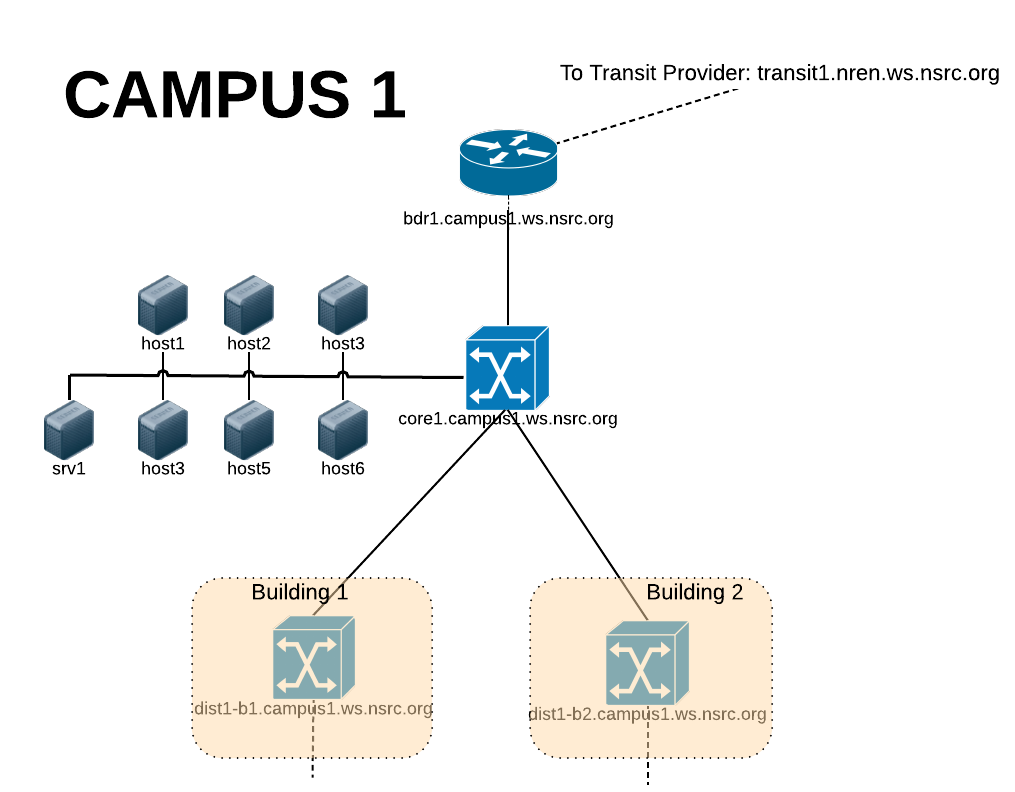 To Transit Provider: transit1.nren.ws.nsrc.org
CAMPUS 1
bdr1.campus1.ws.nsrc.org
host1 host2 host3
core1.campus1.ws.nsrc.org
srv1 host3 host5 host6
Building 1 Building 2
dist1-b1.campus1.ws.nsrc.org dist1-b2.campus1.ws.nsrc.org